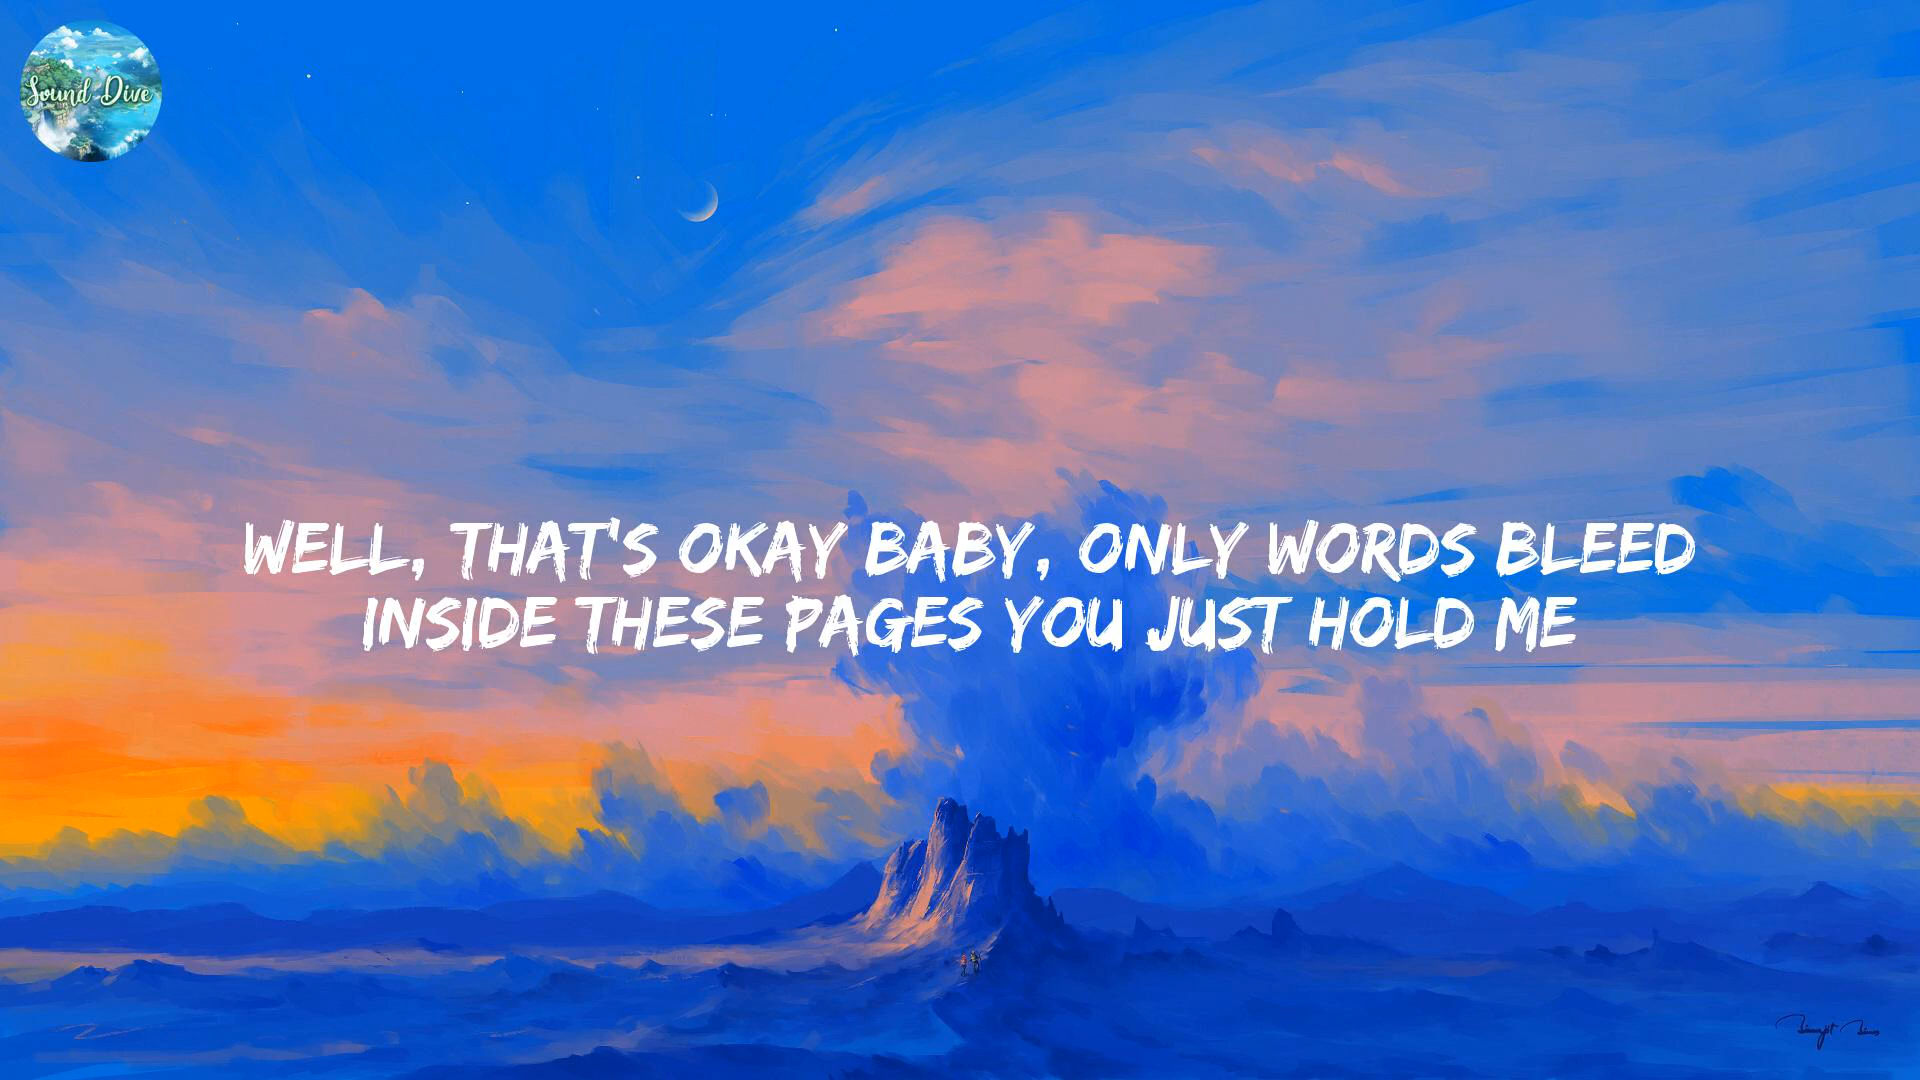 Sound Dive
WELL, THAT'S OKAY BABY, ONLY WORDS BLEED
INSIDE THESE PAGES YOU JUST HOLD ME